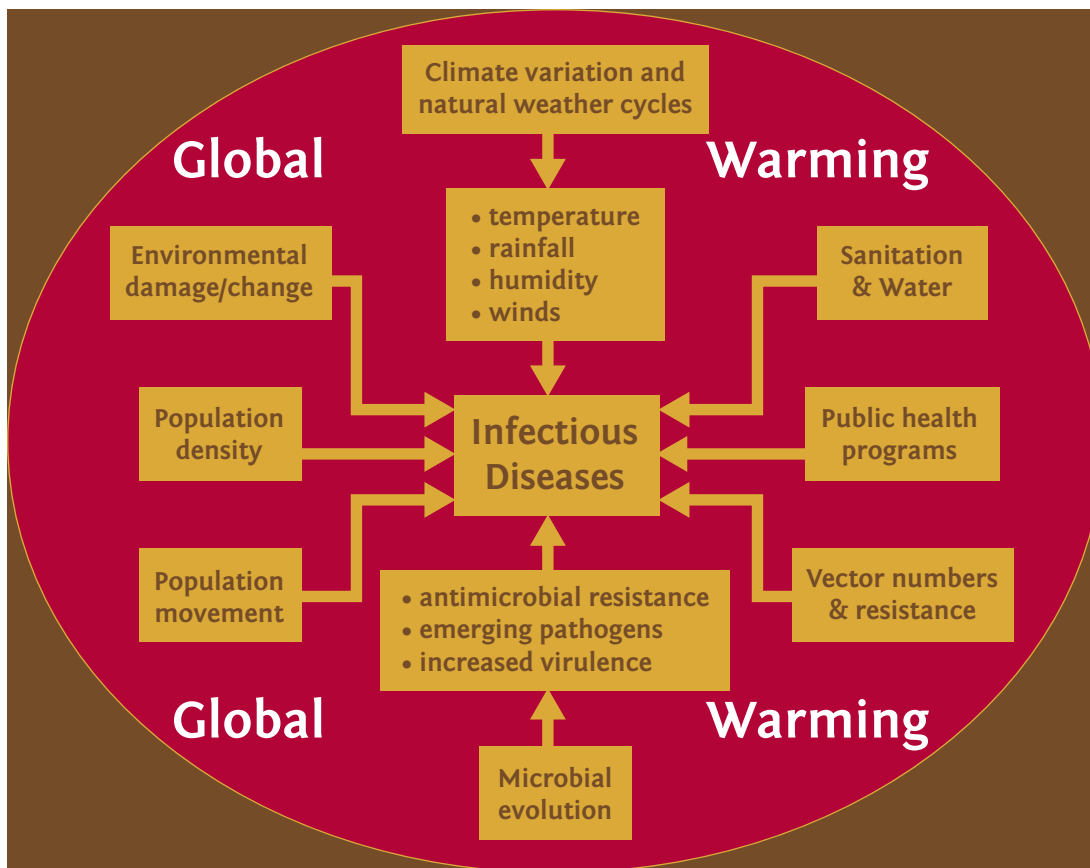 Climate variation and
natural weather cycles
Global
Warming
• temperature
• rainfall
• humidity
• winds
Environmental
damage/change
Sanitation
& Water
Population
density
Infectious
Diseases
Public health
programs
Population
movement
• antimicrobial resistance
• emerging pathogens
• increased virulence
Vector numbers
& resistance
Global
Warming
Microbial
evolution